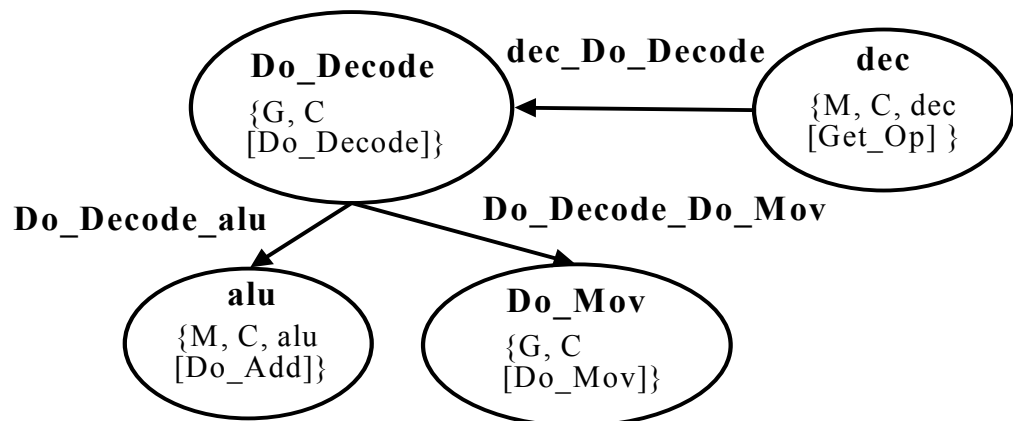 Do_Decode
{G, C
[Do_Decode]}
dec_Do_Decode
dec
{M, C, dec
[Get_Op] }
Do_Decode_alu
Do_Decode_Do_Mov
alu
{M, C, alu
[Do_Add]}
Do_Mov
{G, C
[Do_Mov]}